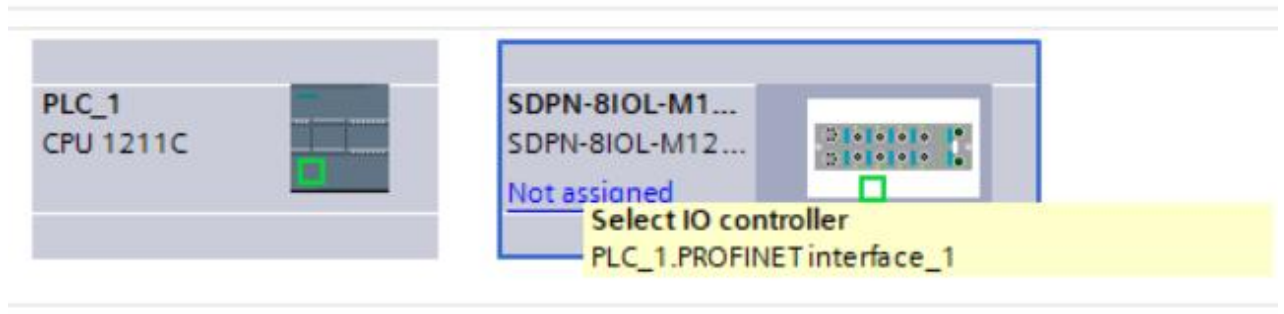 PLC_1
CPU 1211C
SDPN-8IOL-M1...
SDPN-8IOL-M12...
Not assigned
Select IO controller
PLC_1.PROFINET interface_1